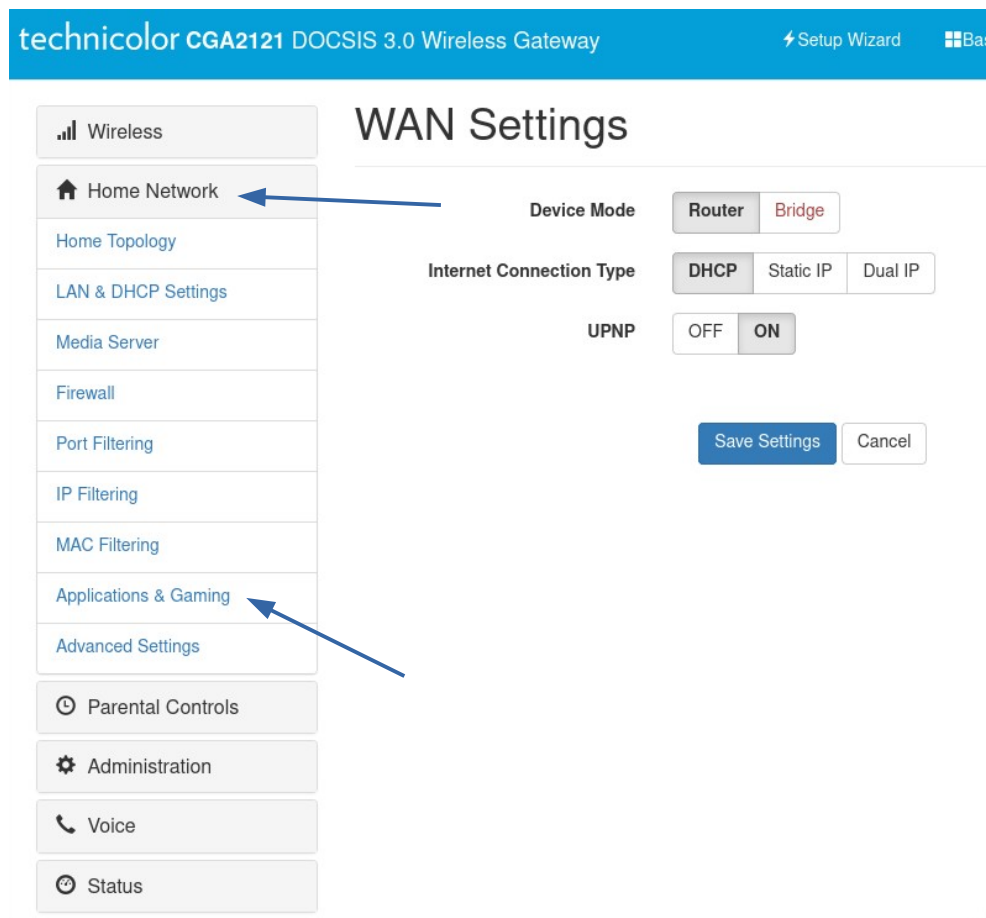 technicolor CGA2121 DOCSIS 3.0 Wireless Gateway
Setup Wizard
Wireless
Home Network
Home Topology
LAN & DHCP Settings
Media Server
Firewall
Port Filtering
IP Filtering
MAC Filtering
Applications & Gaming
Advanced Settings
Parental Controls
Administration
Voice
Status
WAN Settings
Device Mode Router Bridge
Internet Connection Type DHCP Static IP Dual IP
UPNP OFF ON
Save Settings Cancel